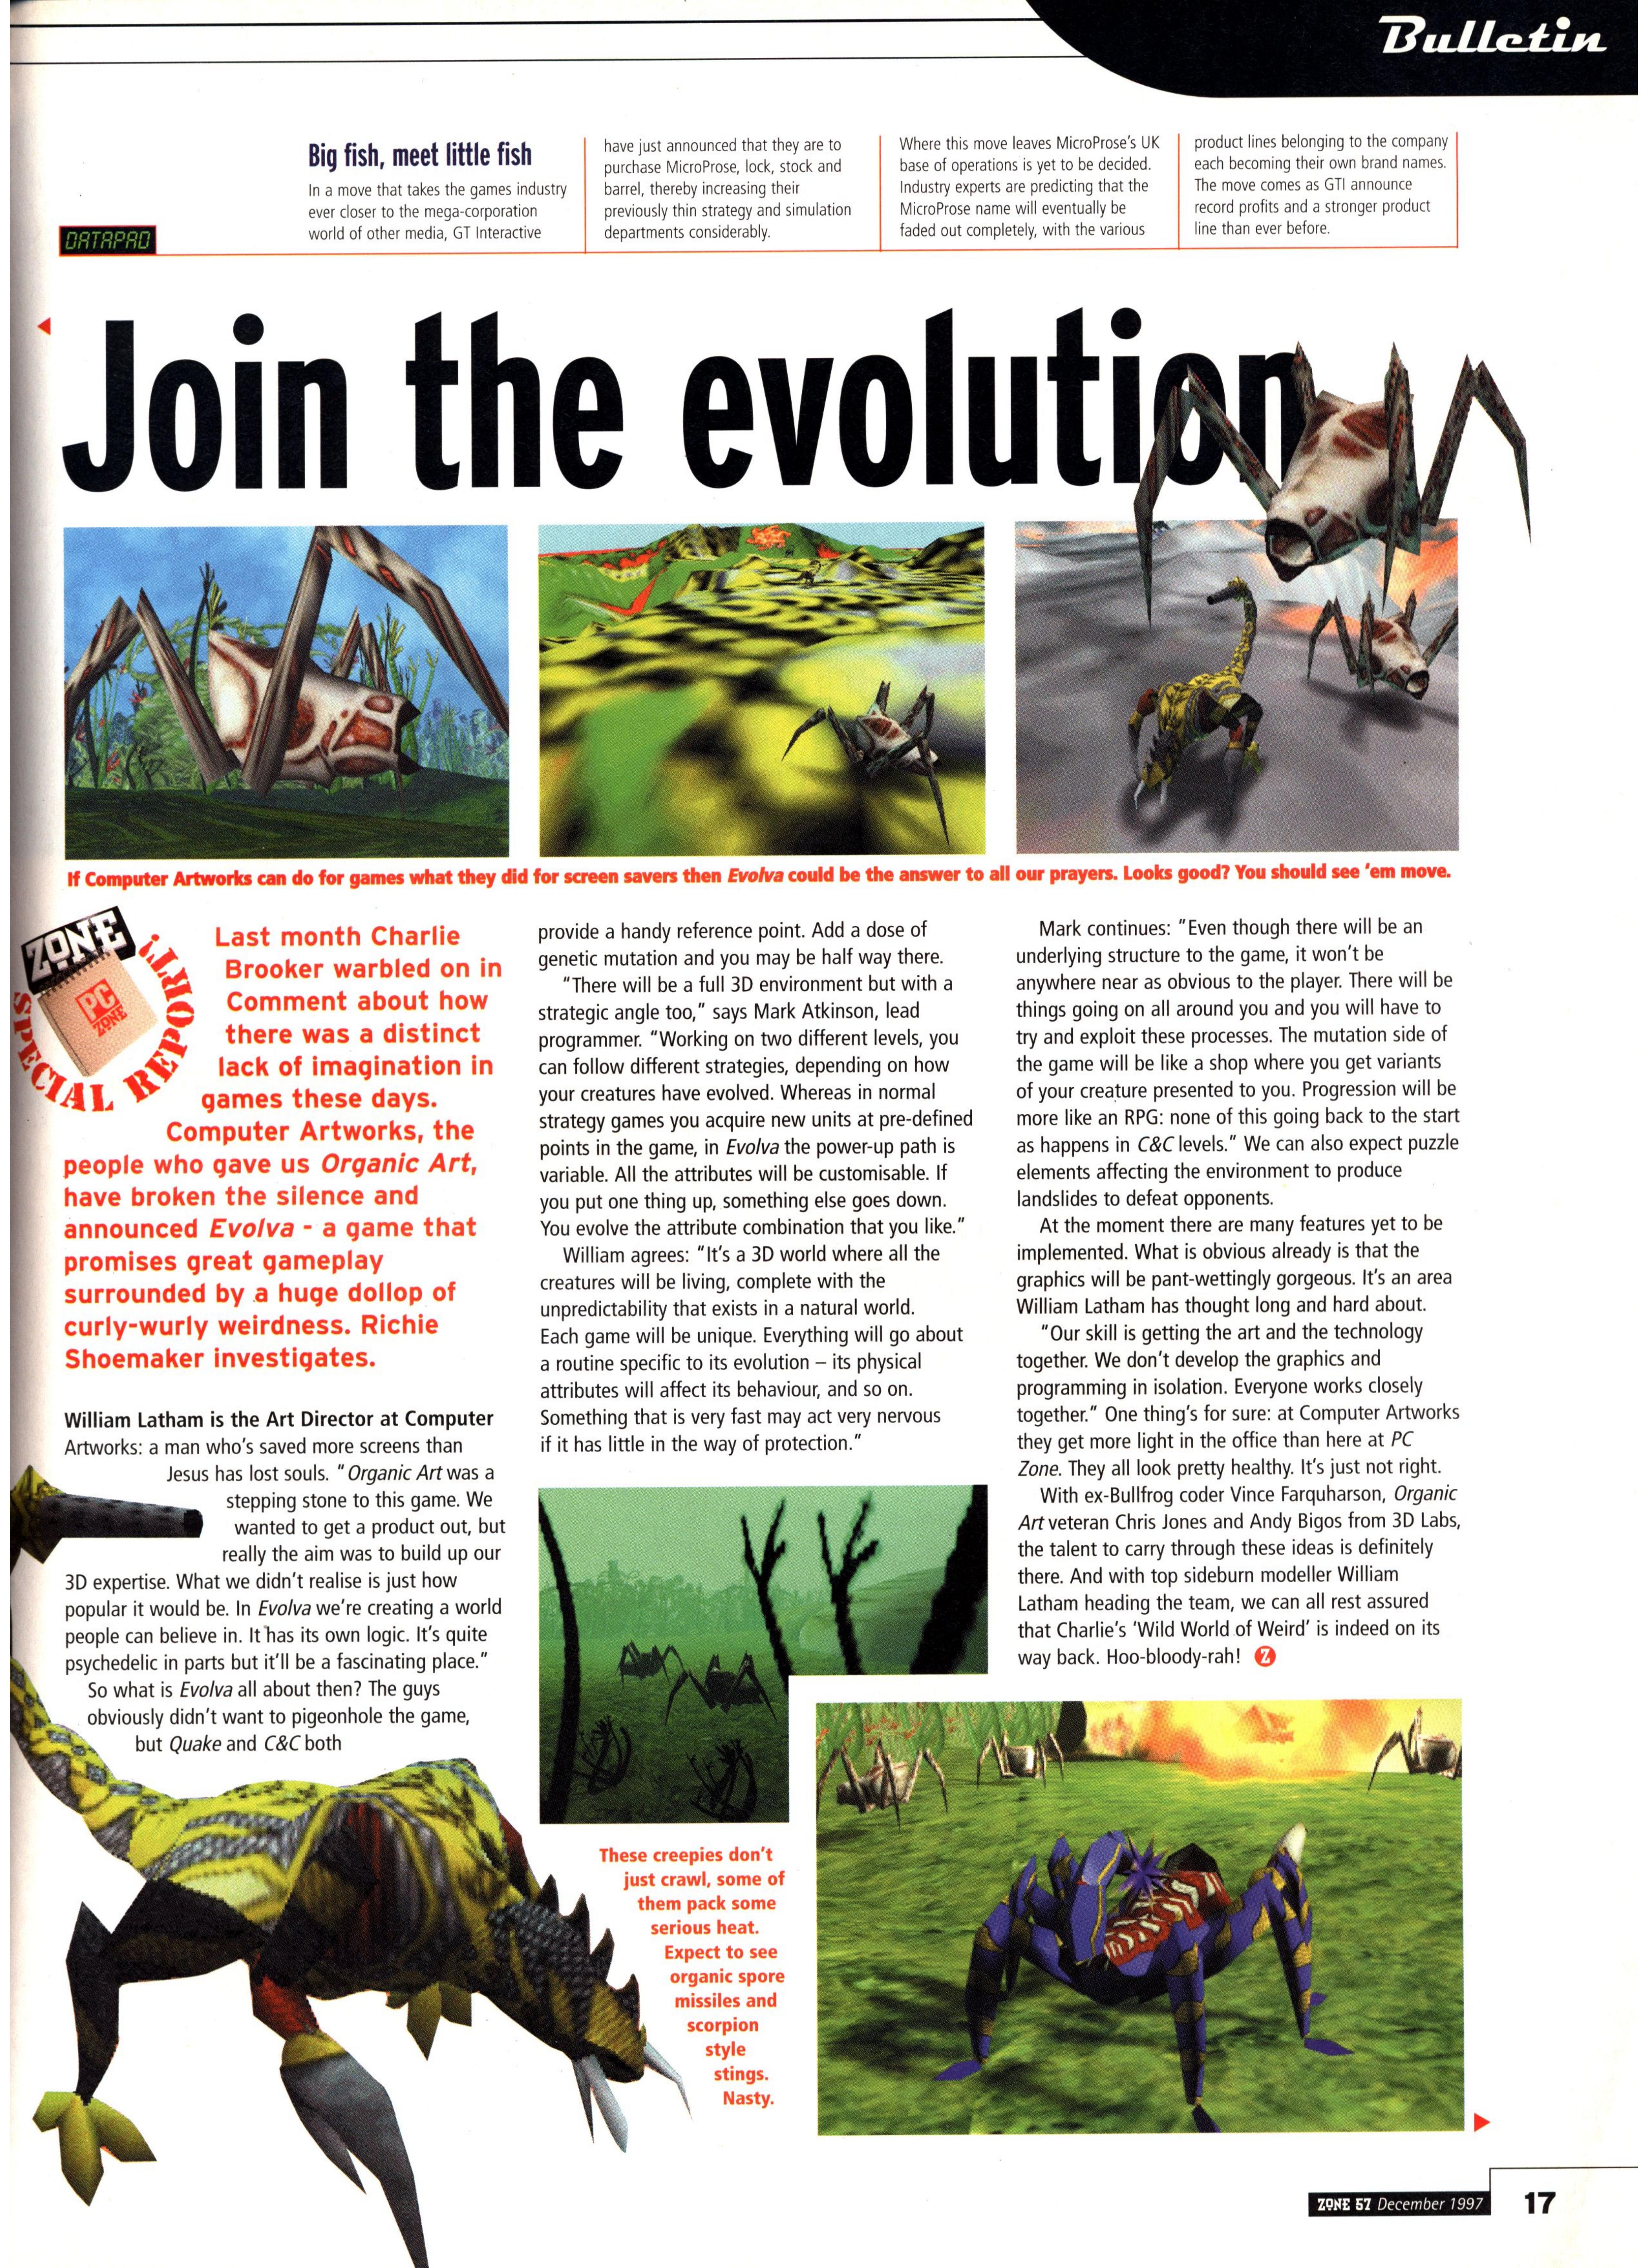 Bulletin
DATAPAD
Big fish, meet little fish
In a move that takes the games industry
ever closer to the mega-corporation
world of other media, GT Interactive
have just announced that they are to
purchase MicroProse, lock, stock and
barrel, thereby increasing their
previously thin strategy and simulation
departments considerably.
Where this move leaves MicroProse's UK
base of operations is yet to be decided.
Industry experts are predicting that the
MicroProse name will eventually be
faded out completely, with the various
product lines belonging to the company
each becoming their own brand names.
The move comes as GTI announce
record profits and a stronger product
line than ever before.
Join the evolution
If Computer Artworks can do for games what they did for screen savers then Evolva could be the answer to all our prayers. Looks good? You should see 'em move.
ZONE
PC
ZONE
SPECIAL REPORT!
Last month Charlie
Brooker warbled on in
Comment about how
there was a distinct
lack of imagination in
games these days.
Computer Artworks, the
people who gave us Organic Art,
have broken the silence and
announced Evolva - a game that
promises great gameplay
surrounded by a huge dollop of
curly-wurly weirdness. Richie
Shoemaker investigates.
William Latham is the Art Director at Computer
Artworks: a man who's saved more screens than
Jesus has lost souls. "Organic Art was a
stepping stone to this game. We
wanted to get a product out, but
really the aim was to build up our
3D expertise. What we didn't realise is just how
popular it would be. In Evolva we're creating a world
people can believe in. It has its own logic. It's quite
psychedelic in parts but it'll be a fascinating place."
So what is Evolva all about then? The guys
obviously didn't want to pigeonhole the game,
but Quake and C&C both
provide a handy reference point. Add a dose of
genetic mutation and you may be half way there.
"There will be a full 3D environment but with a
strategic angle too," says Mark Atkinson, lead
programmer. "Working on two different levels, you
can follow different strategies, depending on how
your creatures have evolved. Whereas in normal
strategy games you acquire new units at pre-defined
points in the game, in Evolva the power-up path is
variable. All the attributes will be customisable. If
you put one thing up, something else goes down.
You evolve the attribute combination that you like."
William agrees: "It's a 3D world where all the
creatures will be living, complete with the
unpredictability that exists in a natural world.
Each game will be unique. Everything will go about
a routine specific to its evolution – its physical
attributes will affect its behaviour, and so on.
Something that is very fast may act very nervous
if it has little in the way of protection."
These creepies don't
just crawl, some of
them pack some
serious heat.
Expect to see
organic spore
missiles and
scorpion
style
stings.
Nasty.
Mark continues: "Even though there will be an
underlying structure to the game, it won't be
anywhere near as obvious to the player. There will be
things going on all around you and you will have to
try and exploit these processes. The mutation side of
the game will be like a shop where you get variants
of your creature presented to you. Progression will be
more like an RPG: none of this going back to the start
as happens in C&C levels." We can also expect puzzle
elements affecting the environment to produce
landslides to defeat opponents.
At the moment there are many features yet to be
implemented. What is obvious already is that the
graphics will be pant-wettingly gorgeous. It's an area
William Latham has thought long and hard about.
"Our skill is getting the art and the technology
together. We don't develop the graphics and
programming in isolation. Everyone works closely
together." One thing's for sure: at Computer Artworks
they get more light in the office than here at PC
Zone. They all look pretty healthy. It's just not right.
With ex-Bullfrog coder Vince Farquharson, Organic
Art veteran Chris Jones and Andy Bigos from 3D Labs,
the talent to carry through these ideas is definitely
there. And with top sideburn modeller William
Latham heading the team, we can all rest assured
that Charlie's 'Wild World of Weird' is indeed on its
way back. Hoo-bloody-rah! Z
ZONE 57 December 1997 17